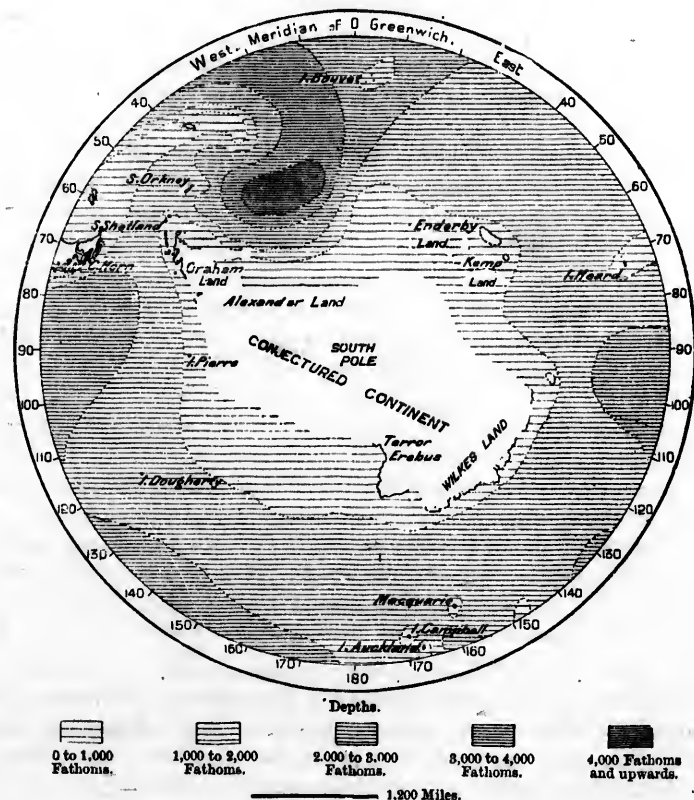 West. Meridian of 0 Greenwich. East
I. Bouvet
40
40
50
50
S. Orkney
60
60
S. Shetland
Enderby
Land
70
70
C. Horn
Graham
Land
Kemp
Land
I. Heard
80
80
Alexander Land
SOUTH
POLE
90
90
I. Pierre
CONJECTURED CONTINENT
100
100
Terror
Erebus
WILKES LAND
110
110
I. Dougherty
120
120
130
130
140
140
Macquarie
I. Campbell
I. Auckland
150
150
160
160
170
170
180
Depths.
0 to 1,000
Fathoms.
1,000 to 2,000
Fathoms.
2,000 to 3,000
Fathoms.
3,000 to 4,000
Fathoms.
4,000 Fathoms
and upwards.
1,200 Miles.